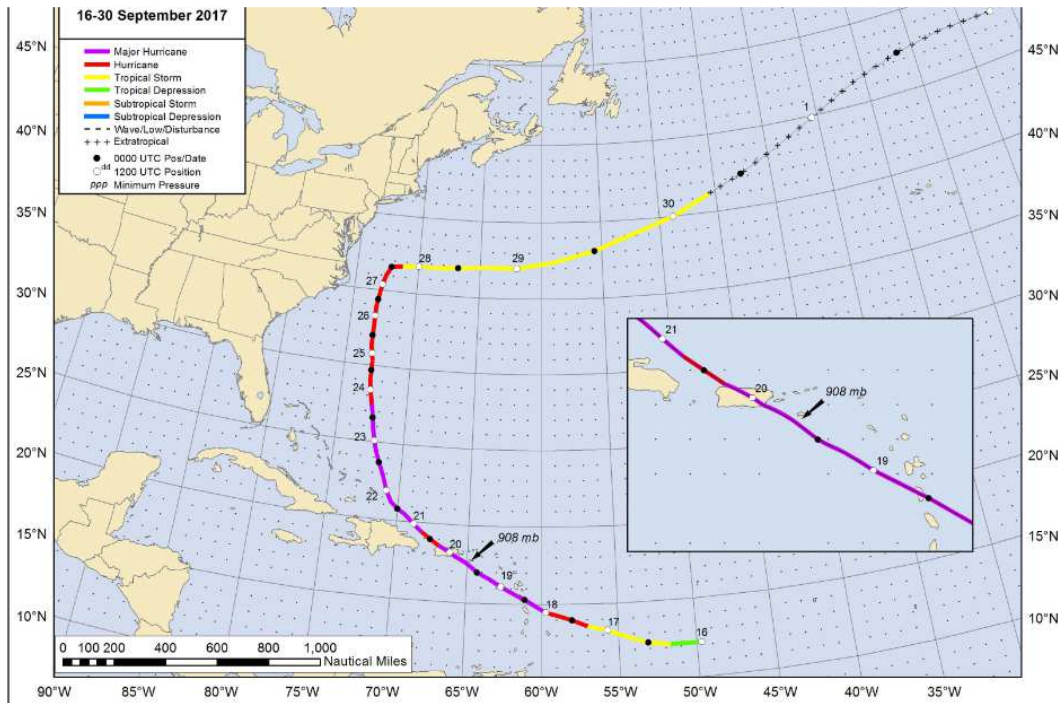 16-30 September 2017
Major Hurricane
Hurricane
Tropical Storm
Tropical Depression
Subtropical Storm
Subtropical Depression
Wave/Low/Disturbance
Extratropical
0000 UTC Pos/Date
dd 1200 UTC Position
PPP Minimum Pressure
45°N
40°N
35°N
30°N
25°N
20°N
15°N
10°N
45°N
40°N
35°N
30°N
25°N
20°N
15°N
10°N
1
30
29
28
27
26
25
24
23
22
21
20
908 mb
19
18
17
16
21
20
908 mb
19
0 100 200 400 600 800 1,000
Nautical Miles
90°W 85°W 80°W 75°W 70°W 65°W 60°W 55°W 50°W 45°W 40°W 35°W